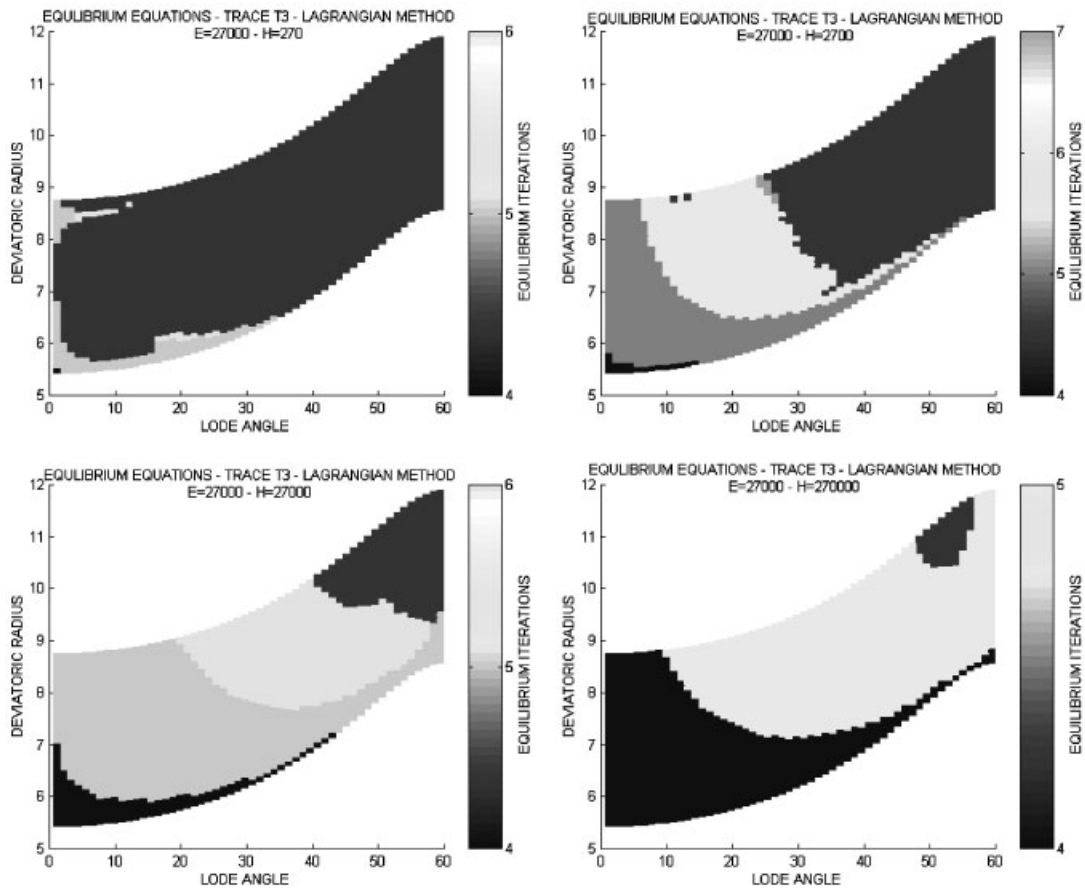 EQUILIBRIUM EQUATIONS - TRACE T3 - LAGRANGIAN METHOD
E=27000 - H=270
12
11
10
9
8
7
6
5
DEVIATORIC RADIUS
0 10 20 30 40 50 60
LODE ANGLE
6
5
4
EQUILIBRIUM ITERATIONS
EQUILIBRIUM EQUATIONS - TRACE T3 - LAGRANGIAN METHOD
E=27000 - H=2700
12
11
10
9
8
7
6
5
DEVIATORIC RADIUS
0 10 20 30 40 50 60
LODE ANGLE
7
6
5
4
EQUILIBRIUM ITERATIONS
EQUILIBRIUM EQUATIONS - TRACE T3 - LAGRANGIAN METHOD
E=27000 - H=27000
12
11
10
9
8
7
6
5
DEVIATORIC RADIUS
0 10 20 30 40 50 60
LODE ANGLE
6
5
4
EQUILIBRIUM ITERATIONS
EQUILIBRIUM EQUATIONS - TRACE T3 - LAGRANGIAN METHOD
E=27000 - H=270000
12
11
10
9
8
7
6
5
DEVIATORIC RADIUS
0 10 20 30 40 50 60
LODE ANGLE
5
4
EQUILIBRIUM ITERATIONS